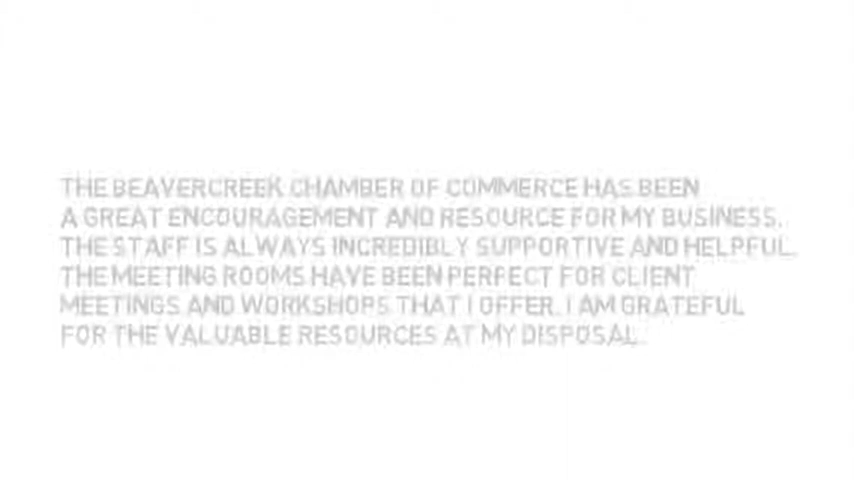 THE BEAVERCREEK CHAMBER OF COMMERCE HAS BEEN
A GREAT ENCOURAGEMENT AND RESOURCE FOR MY BUSINESS.
THE STAFF IS ALWAYS INCREDIBLY SUPPORTIVE AND HELPFUL.
THE MEETING ROOMS HAVE BEEN PERFECT FOR CLIENT
MEETINGS AND WORKSHOPS THAT I OFFER. I AM GRATEFUL
FOR THE VALUABLE RESOURCES AT MY DISPOSAL.